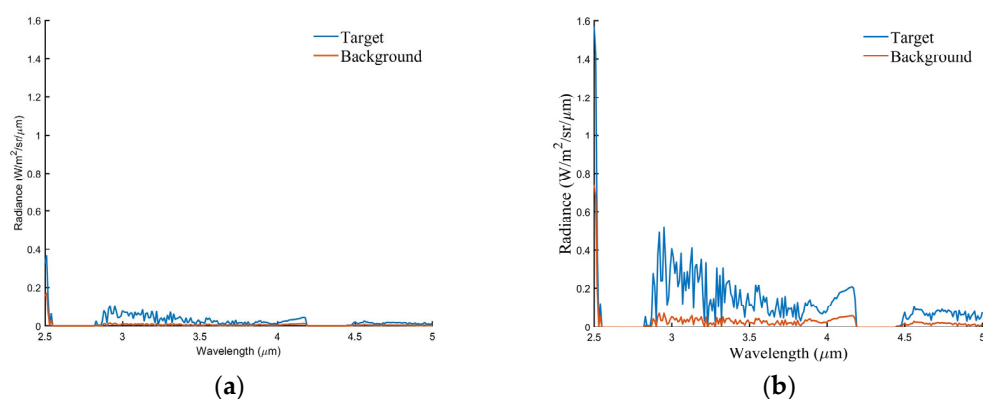 1.6
1.4
1.2
1
0.8
0.6
0.4
0.2
0
Radiance (W/m²/sr/μm)
Target
Background
2.5 3 3.5 4 4.5 5
Wavelength (μm)
(a)
1.6
1.4
1.2
1
0.8
0.6
0.4
0.2
0
Radiance (W/m²/sr/μm)
Target
Background
2.5 3 3.5 4 4.5 5
Wavelength (μm)
(b)